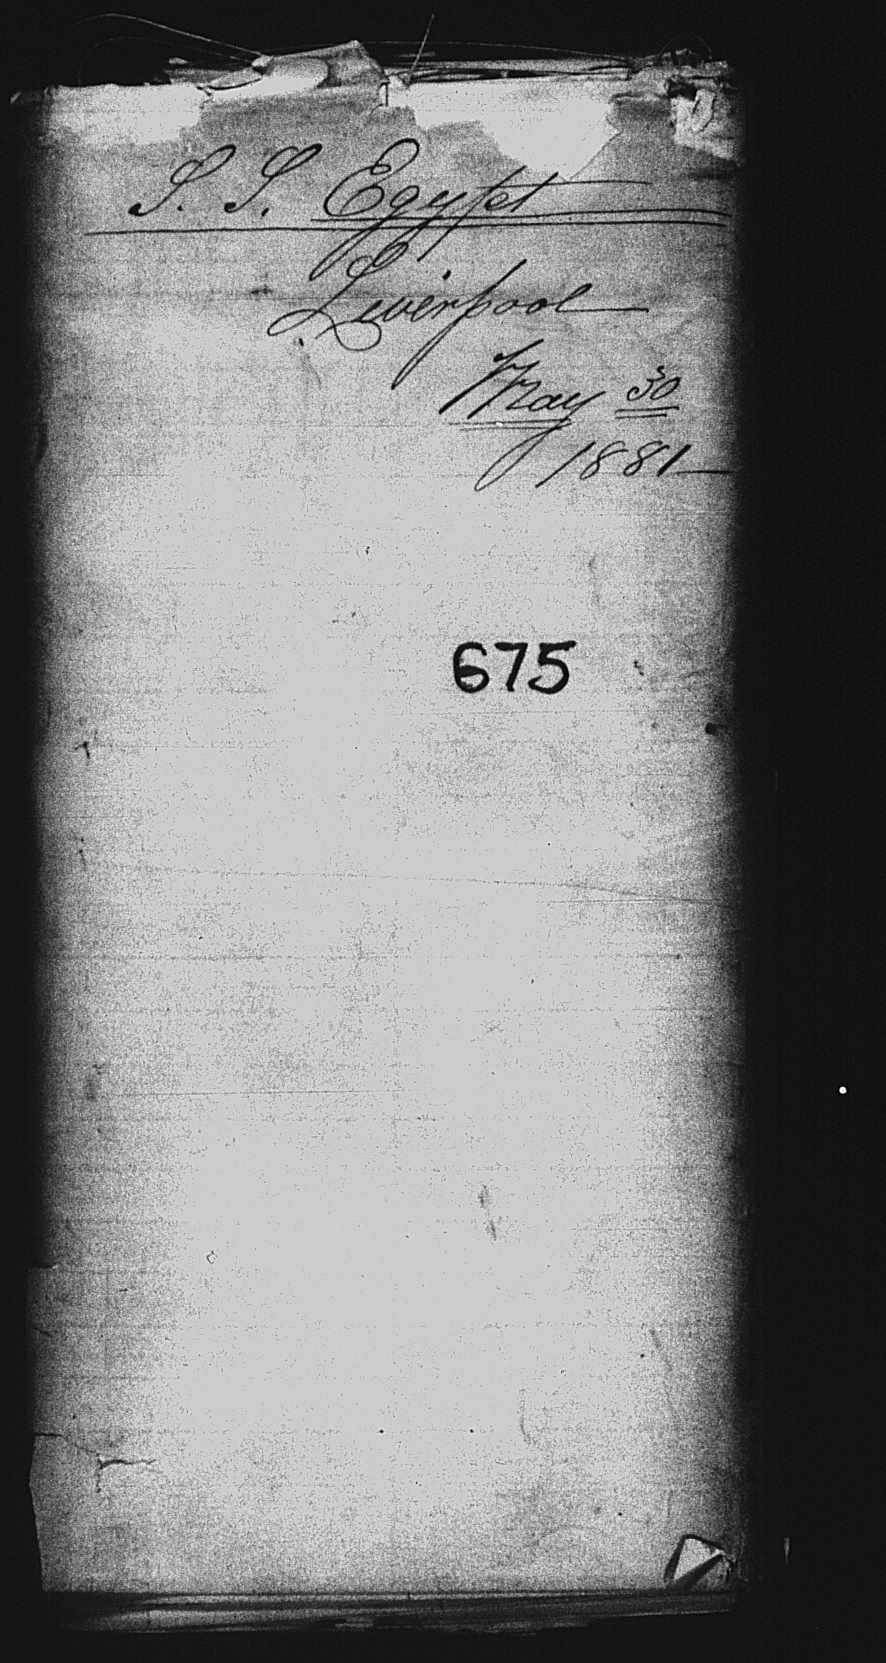 S. S. Egypt
Liverpool
May 30
1881
675